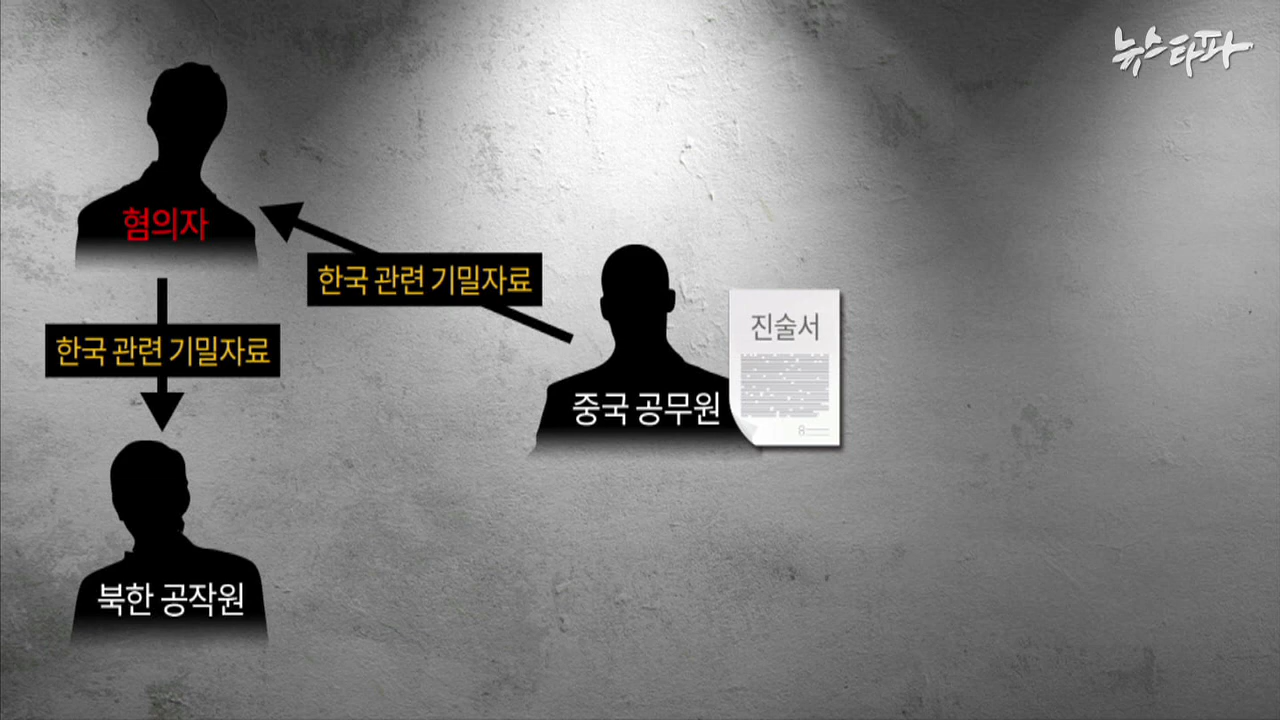 뉴스타파
혐의자
한국 관련 기밀자료
한국 관련 기밀자료
진술서
중국 공무원
북한 공작원